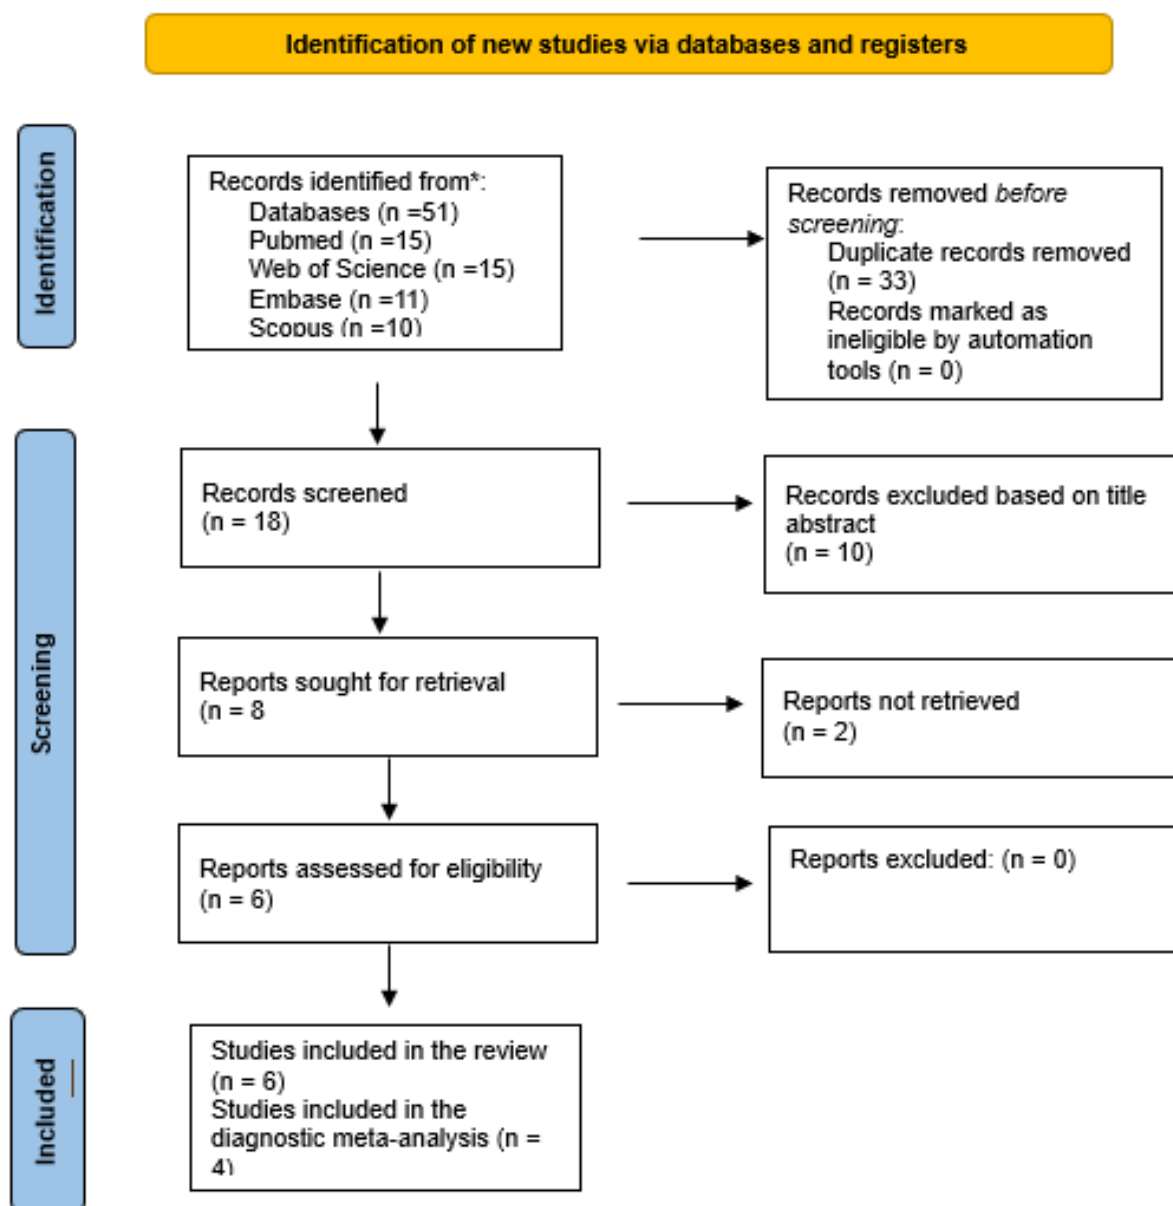 Identification of new studies via databases and registers
Identification
Records identified from*:
Databases (n =51)
Pubmed (n =15)
Web of Science (n =15)
Embase (n =11)
Scopus (n =10)
Records removed before
screening:
Duplicate records removed
(n = 33)
Records marked as
ineligible by automation
tools (n = 0)
Screening
Records screened
(n = 18)
Records excluded based on title
abstract
(n = 10)
Reports sought for retrieval
(n = 8
Reports not retrieved
(n = 2)
Reports assessed for eligibility
(n = 6)
Reports excluded: (n = 0)
Included
Studies included in the review
(n = 6)
Studies included in the
diagnostic meta-analysis (n =
4)